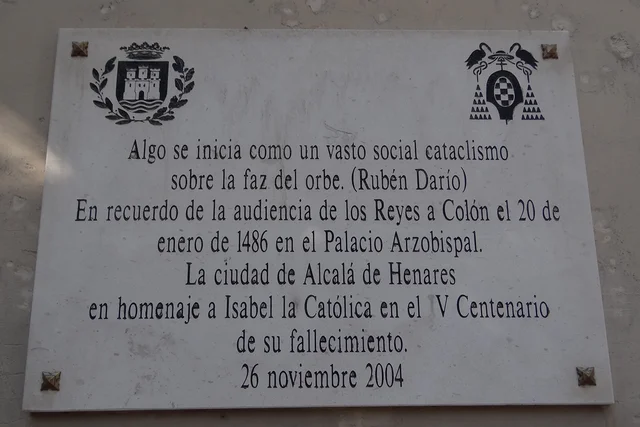 Algo se inicia como un vasto social cataclismo
sobre la faz del orbe. (Rubén Darío)
En recuerdo de la audiencia de los Reyes a Colón el 20 de
enero de 1486 en el Palacio Arzobispal.
La ciudad de Alcalá de Henares
en homenaje a Isabel la Católica en el V Centenario
de su fallecimiento.
26 noviembre 2004